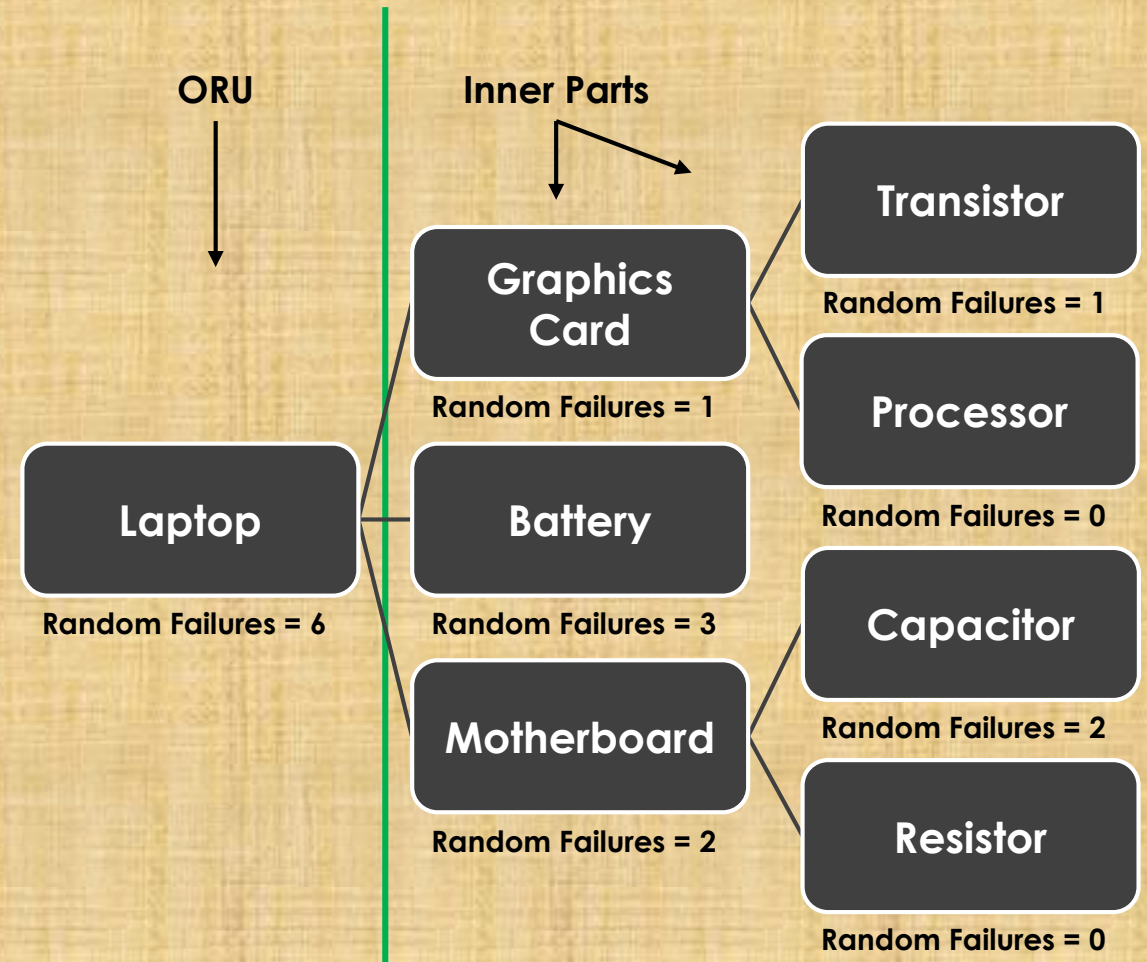 ORU
Inner Parts
Transistor
Random Failures = 1
Graphics
Card
Random Failures = 1
Processor
Random Failures = 0
Laptop
Random Failures = 6
Battery
Random Failures = 3
Capacitor
Random Failures = 2
Motherboard
Random Failures = 2
Resistor
Random Failures = 0